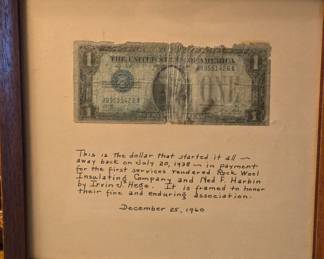 THE UNITED STATES OF AMERICA
1
1
ONE
This is the dollar that started it all —
away back on July 20, 1938 — in payment
for the first services rendered Rock Wool
Insulating Company and Ned F. Harbin
by Irvin J. Hege. It is framed to honor
their fine and enduring association.
December 25, 1960